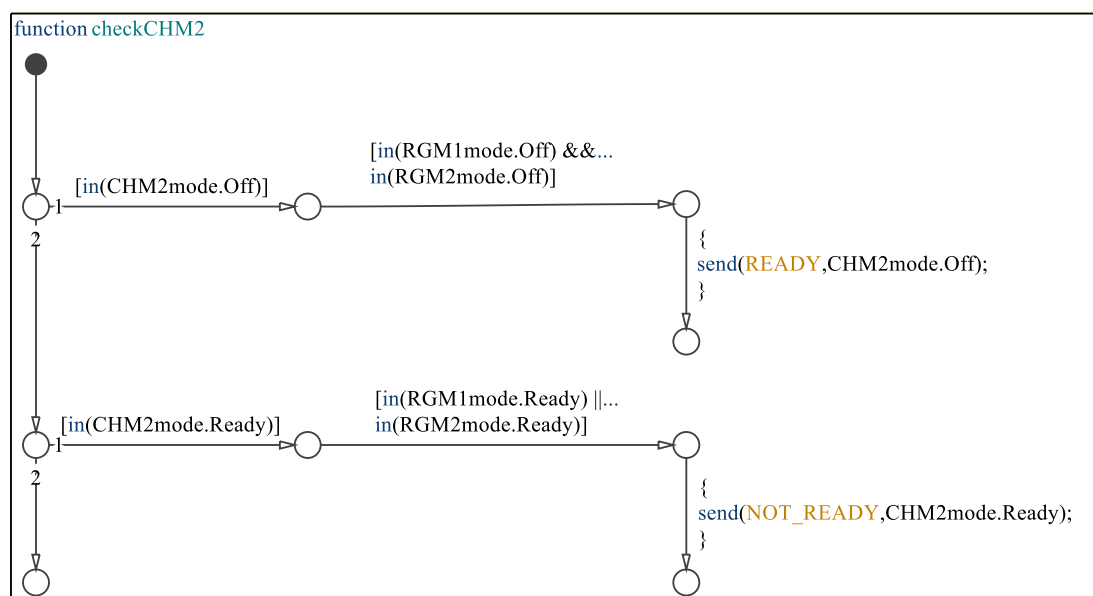 function checkCHM2
[in(RGM1mode.Off) &&...
in(RGM2mode.Off)]
[in(CHM2mode.Off)]
1
2
{
send(READY,CHM2mode.Off);
}
[in(RGM1mode.Ready) ||...
in(RGM2mode.Ready)]
[in(CHM2mode.Ready)]
1
2
{
send(NOT_READY,CHM2mode.Ready);
}